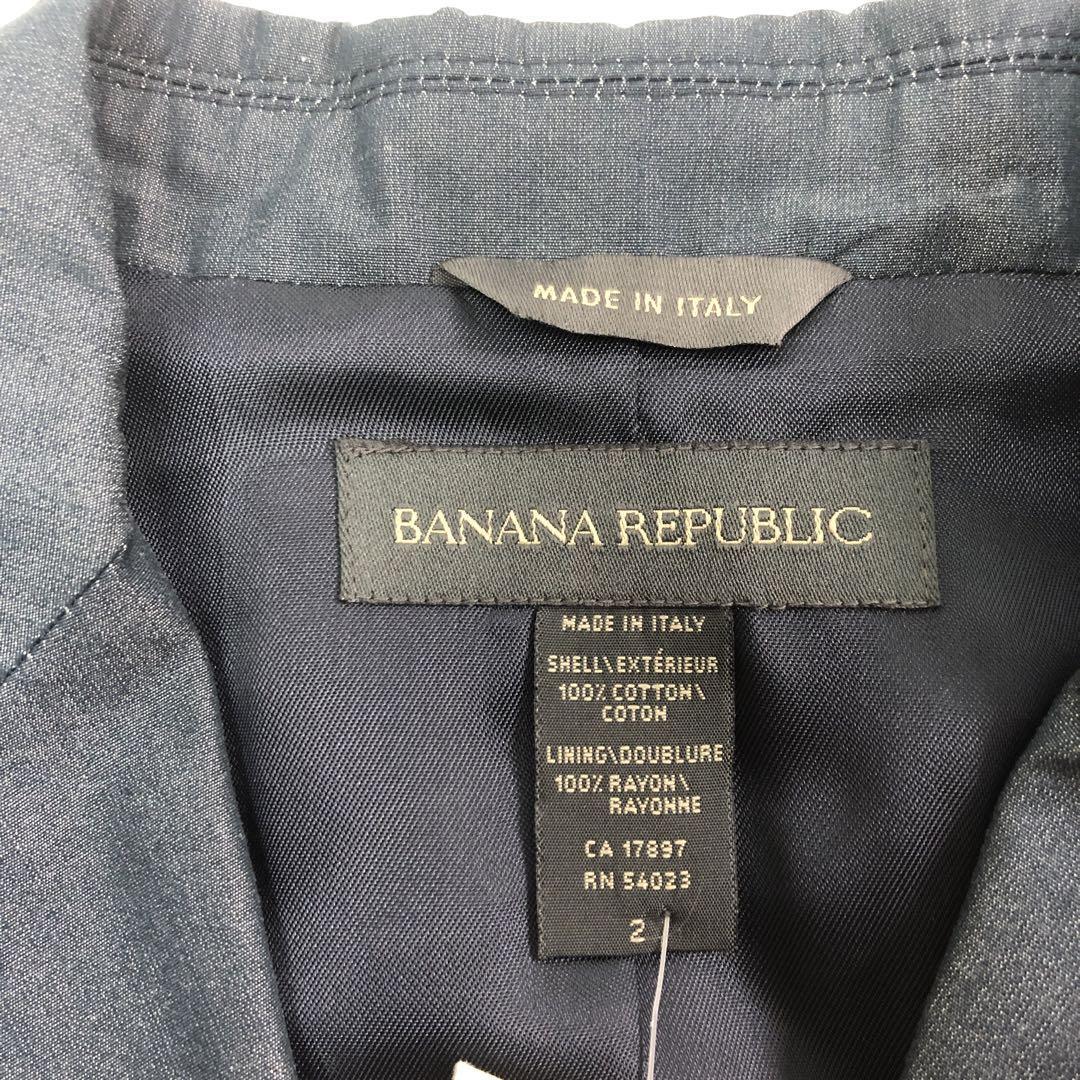 MADE IN ITALY
BANANA REPUBLIC
MADE IN ITALY
SHELL\EXTÉRIEUR
100% COTTON\
COTON
LINING\DOUBLURE
100% RAYON\
RAYONNE
CA 17897
RN 54023
2